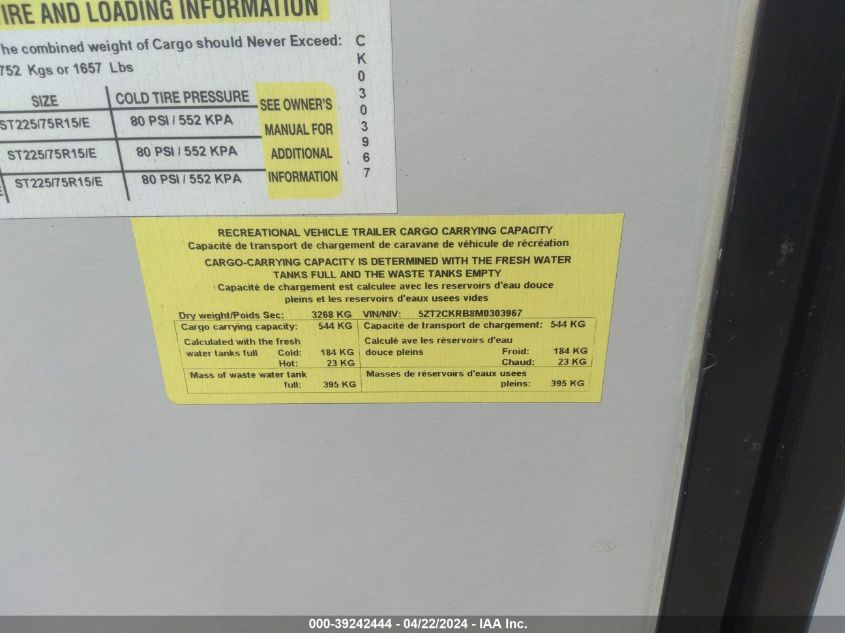 TIRE AND LOADING INFORMATION
he combined weight of Cargo should Never Exceed:
752 Kgs or 1657 Lbs
SIZE COLD TIRE PRESSURE
ST225/75R15/E 80 PSI / 552 KPA
ST225/75R15/E 80 PSI / 552 KPA
ST225/75R15/E 80 PSI / 552 KPA
SEE OWNER'S
MANUAL FOR
ADDITIONAL
INFORMATION
CK0303967
RECREATIONAL VEHICLE TRAILER CARGO CARRYING CAPACITY
Capacité de transport de chargement de caravane de véhicule de récréation
CARGO-CARRYING CAPACITY IS DETERMINED WITH THE FRESH WATER
TANKS FULL AND THE WASTE TANKS EMPTY
Capacité de chargement est calculee avec les reservoirs d'eau douce
pleins et les reservoirs d'eaux usees vides
Dry weight/Poids Sec: 3268 KG VIN/NIV: 5ZT2CKRB8M0303967
Cargo carrying capacity: 544 KG Capacité de transport de chargement: 544 KG
Calculated with the fresh Calculé ave les réservoirs d'eau
water tanks full Cold: 184 KG douce pleins Froid: 184 KG
Hot: 23 KG Chaud: 23 KG
Mass of waste water tank Masses de réservoirs d'eaux usees
full: 395 KG pleins: 395 KG
000-39242444 - 04/22/2024 - IAA Inc.